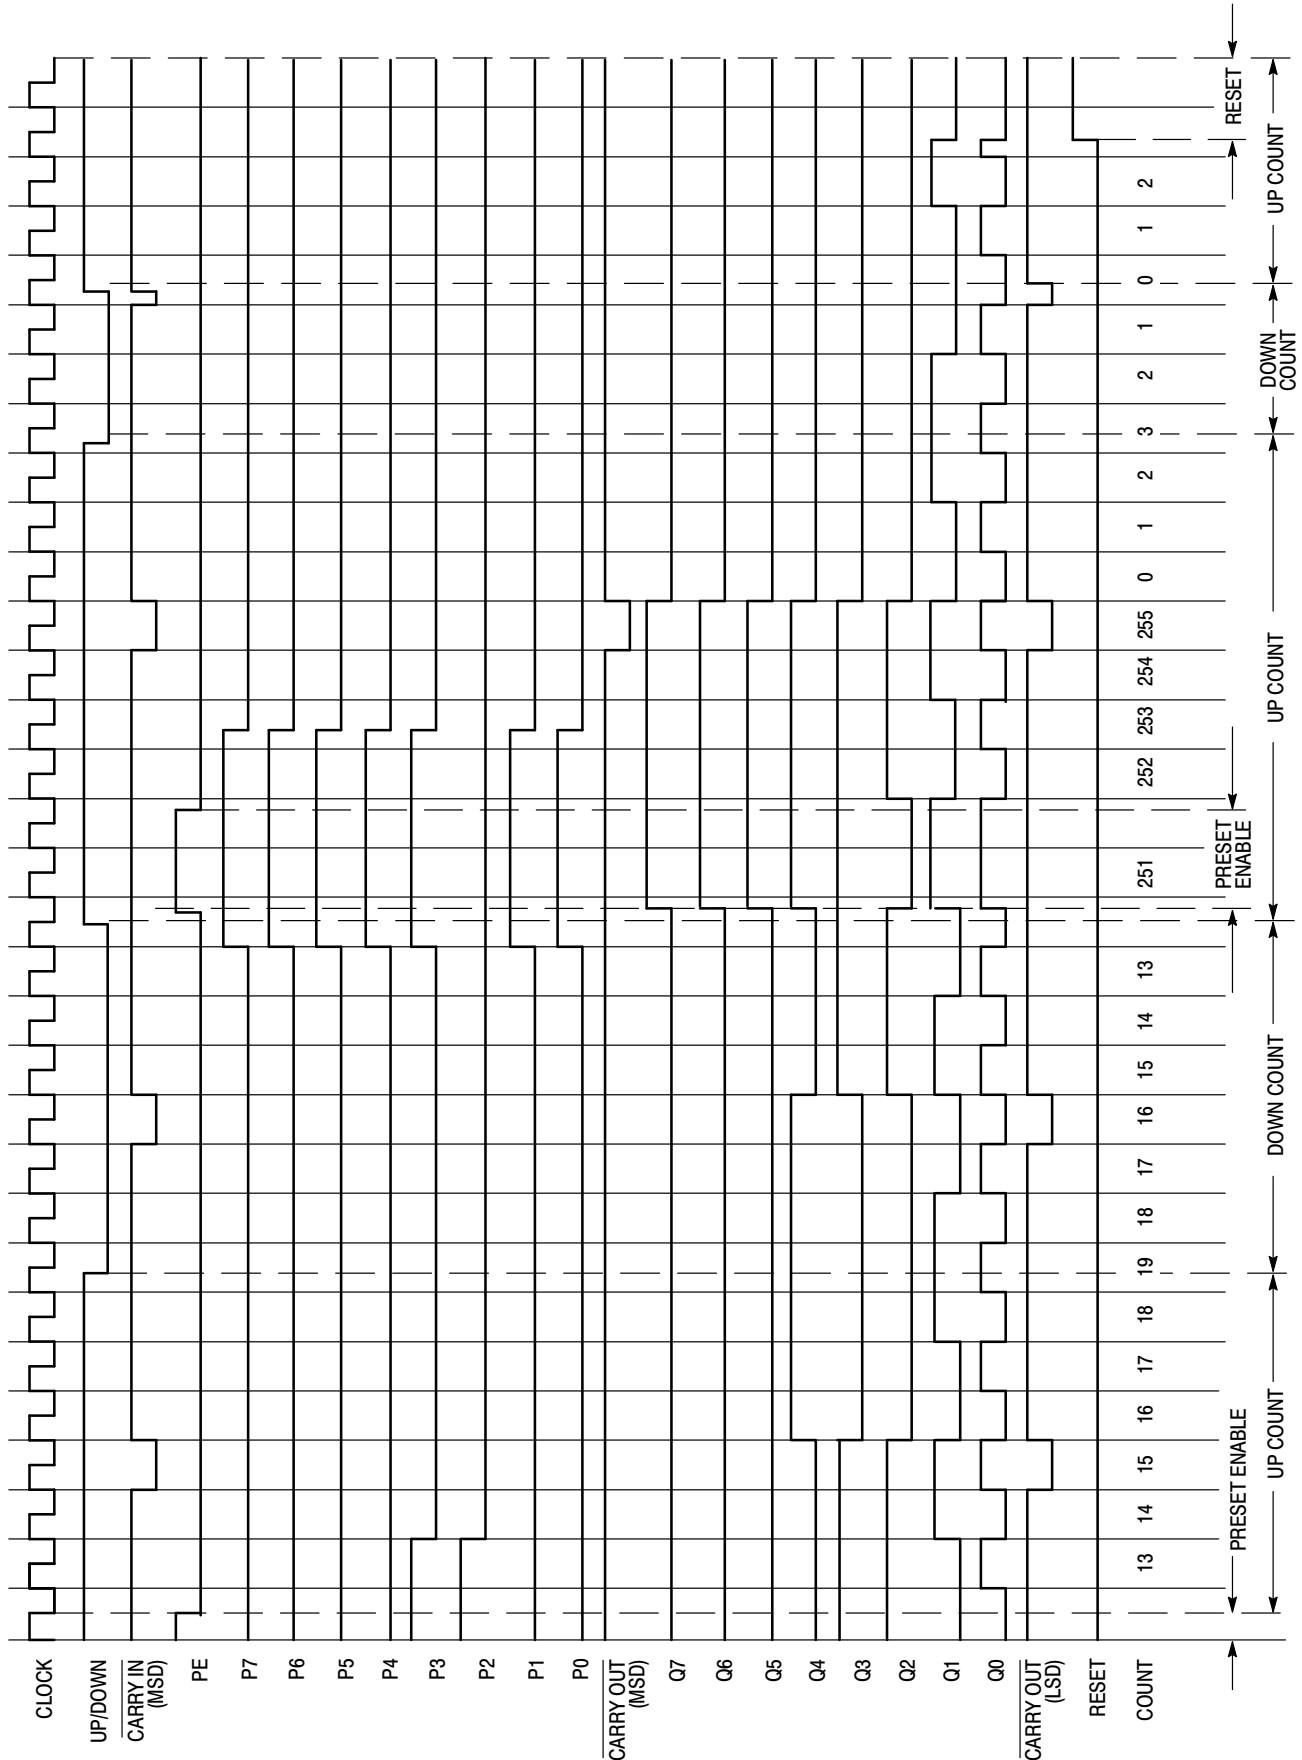 CLOCK
UP/DOWN
CARRY IN
(MSD)
PE
P7
P6
P5
P4
P3
P2
P1
P0
CARRY OUT
(MSD)
Q7
Q6
Q5
Q4
Q3
Q2
Q1
Q0
CARRY OUT
(LSD)
RESET
COUNT 13 14 15 16 17 18 19 18 17 16 15 14 13 251 252 253 254 255 0 1 2 3 2 1 0 1 2
PRESET ENABLE
PRESET
ENABLE
RESET
UP COUNT
DOWN COUNT
UP COUNT
DOWN
COUNT
UP COUNT